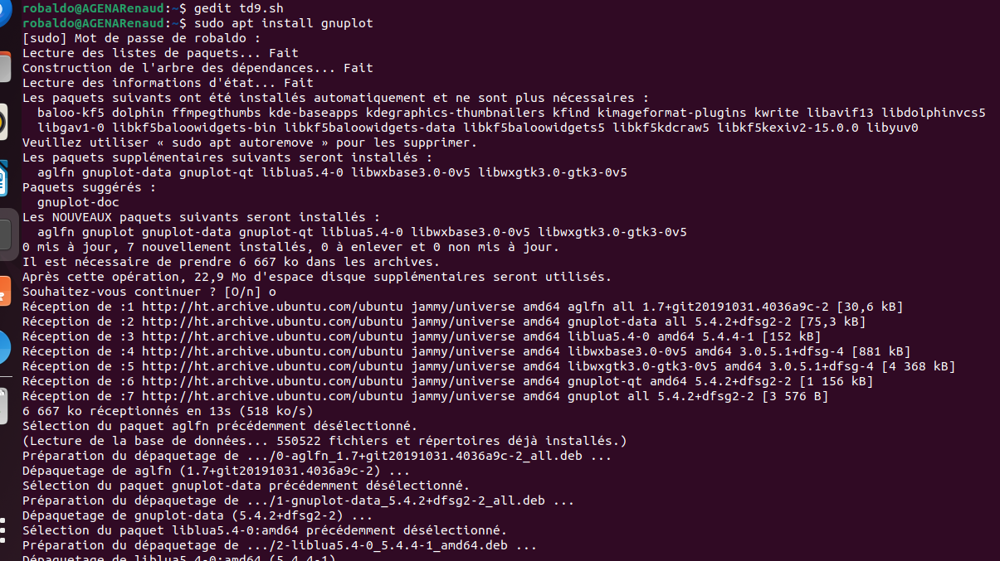 robaldo@AGENARenaud:~$ gedit td9.sh
robaldo@AGENARenaud:~$ sudo apt install gnuplot
[sudo] Mot de passe de robaldo :
Lecture des listes de paquets... Fait
Construction de l'arbre des dépendances... Fait
Lecture des informations d'état... Fait
Les paquets suivants ont été installés automatiquement et ne sont plus nécessaires :
  baloo-kf5 dolphin ffmpegthumbs kde-baseapps kdegraphics-thumbnailers kfind kimageformat-plugins kwrite libavif13 libdolphinvcs5
  libgav1-0 libkf5baloowidgets-bin libkf5baloowidgets-data libkf5baloowidgets5 libkf5kdcraw5 libkf5kexiv2-15.0.0 libyuv0
Veuillez utiliser « sudo apt autoremove » pour les supprimer.
Les paquets supplémentaires suivants seront installés :
  aglfn gnuplot-data gnuplot-qt liblua5.4-0 libwxbase3.0-0v5 libwxgtk3.0-gtk3-0v5
Paquets suggérés :
  gnuplot-doc
Les NOUVEAUX paquets suivants seront installés :
  aglfn gnuplot gnuplot-data gnuplot-qt liblua5.4-0 libwxbase3.0-0v5 libwxgtk3.0-gtk3-0v5
0 mis à jour, 7 nouvellement installés, 0 à enlever et 0 non mis à jour.
Il est nécessaire de prendre 6 667 ko dans les archives.
Après cette opération, 22,9 Mo d'espace disque supplémentaires seront utilisés.
Souhaitez-vous continuer ? [O/n] o
Réception de :1 http://ht.archive.ubuntu.com/ubuntu jammy/universe amd64 aglfn all 1.7+git20191031.4036a9c-2 [30,6 kB]
Réception de :2 http://ht.archive.ubuntu.com/ubuntu jammy/universe amd64 gnuplot-data all 5.4.2+dfsg2-2 [75,3 kB]
Réception de :3 http://ht.archive.ubuntu.com/ubuntu jammy/universe amd64 liblua5.4-0 amd64 5.4.4-1 [152 kB]
Réception de :4 http://ht.archive.ubuntu.com/ubuntu jammy/universe amd64 libwxbase3.0-0v5 amd64 3.0.5.1+dfsg-4 [881 kB]
Réception de :5 http://ht.archive.ubuntu.com/ubuntu jammy/universe amd64 libwxgtk3.0-gtk3-0v5 amd64 3.0.5.1+dfsg-4 [4 368 kB]
Réception de :6 http://ht.archive.ubuntu.com/ubuntu jammy/universe amd64 gnuplot-qt amd64 5.4.2+dfsg2-2 [1 156 kB]
Réception de :7 http://ht.archive.ubuntu.com/ubuntu jammy/universe amd64 gnuplot all 5.4.2+dfsg2-2 [3 576 B]
6 667 ko réceptionnés en 13s (518 ko/s)
Sélection du paquet aglfn précédemment désélectionné.
(Lecture de la base de données... 550522 fichiers et répertoires déjà installés.)
Préparation du dépaquetage de .../0-aglfn_1.7+git20191031.4036a9c-2_all.deb ...
Dépaquetage de aglfn (1.7+git20191031.4036a9c-2) ...
Sélection du paquet gnuplot-data précédemment désélectionné.
Préparation du dépaquetage de .../1-gnuplot-data_5.4.2+dfsg2-2_all.deb ...
Dépaquetage de gnuplot-data (5.4.2+dfsg2-2) ...
Sélection du paquet liblua5.4-0:amd64 précédemment désélectionné.
Préparation du dépaquetage de .../2-liblua5.4-0_5.4.4-1_amd64.deb ...
Dépaquetage de liblua5.4-0:amd64 (5.4.4-1)